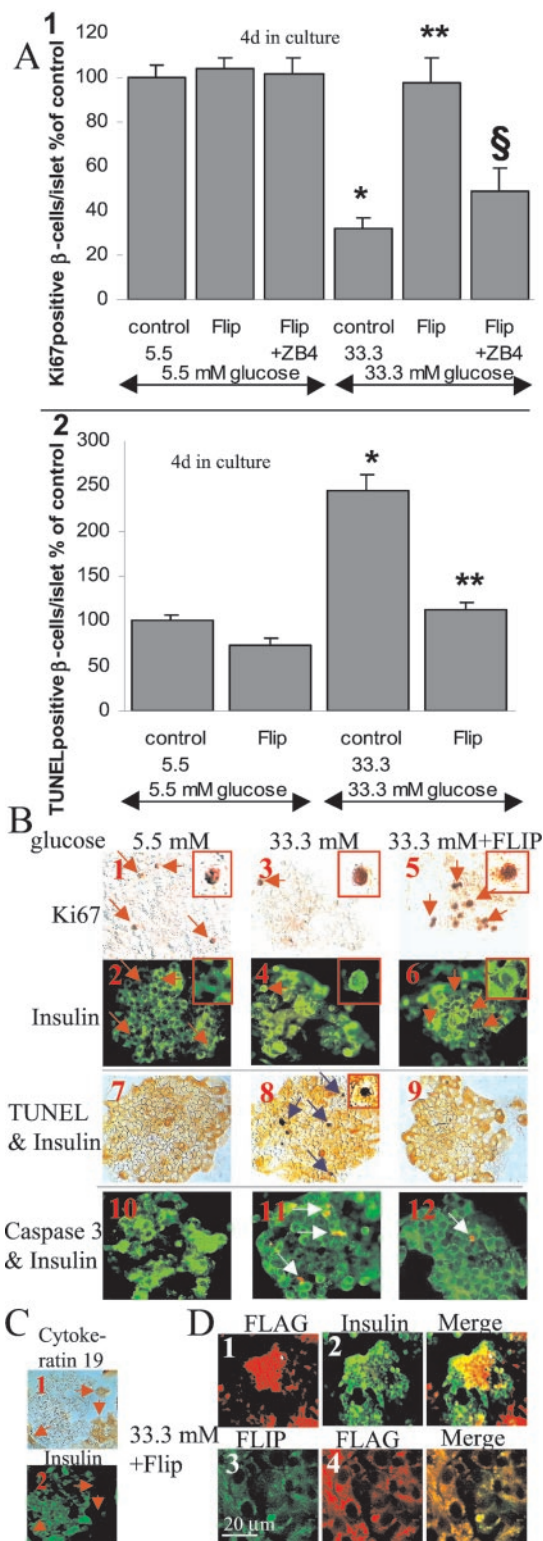 A
1
Ki67positive β-cells/islet %of control
120
100
80
60
40
20
0
4d in culture
*
**
§
control Flip Flip control Flip Flip
5.5 +ZB4 33.3 +ZB4
5.5 mM glucose 33.3 mM glucose
2
TUNELpositive β-cells/islet % of control
300
250
200
150
100
50
0
4d in culture
*
**
control Flip control Flip
5.5 33.3
5.5 mM glucose 33.3 mM glucose
B
glucose 5.5 mM 33.3 mM 33.3 mM+FLIP
Ki67 1 3 5
Insulin 2 4 6
TUNEL & Insulin 7 8 9
Caspase 3 & Insulin 10 11 12
C
Cytoke-
ratin 19
1
Insulin
2
33.3 mM
+Flip
D
FLAG Insulin Merge
1 2
FLIP FLAG Merge
3 4
20 µm